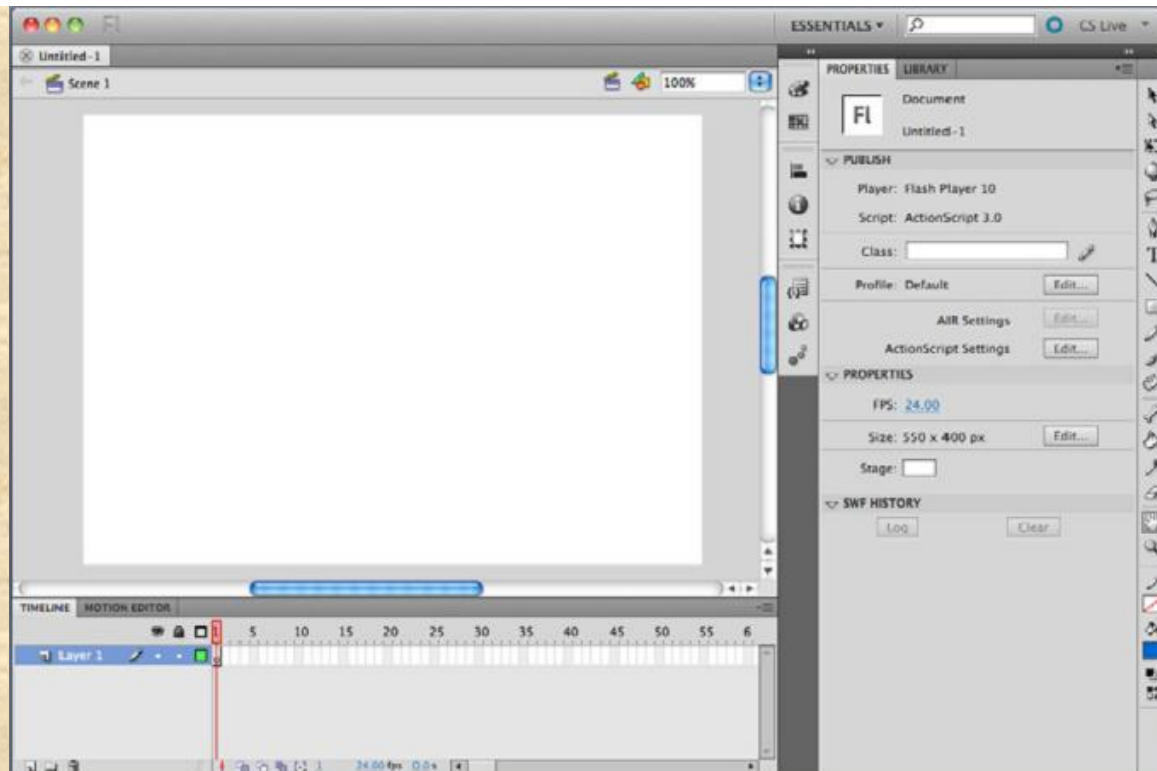 Fl
ESSENTIALS
CS Live
Untitled-1
Scene 1
100%
PROPERTIES LIBRARY
Fl
Document
Untitled-1
PUBLISH
Player: Flash Player 10
Script: ActionScript 3.0
Class:
Profile: Default Edit...
AIR Settings Edit...
ActionScript Settings Edit...
PROPERTIES
FPS: 24.00
Size: 550 x 400 px Edit...
Stage:
SWF HISTORY
Log Clear
TIMELINE MOTION EDITOR
1 5 10 15 20 25 30 35 40 45 50 55 6
Layer 1
1 24.00 fps 0.0 s